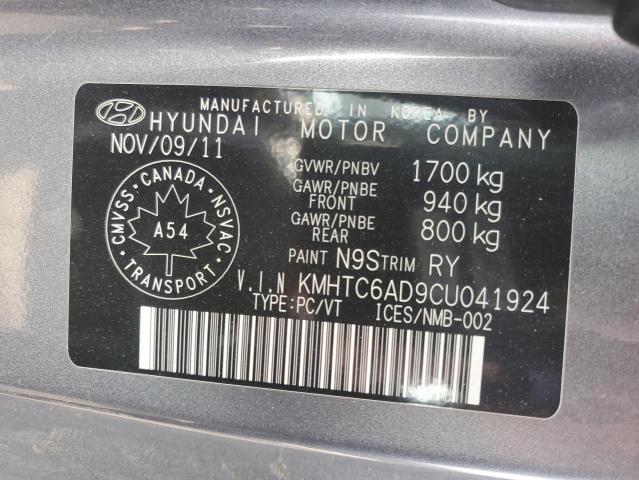 MANUFACTURED IN KOREA BY
HYUNDAI MOTOR COMPANY
NOV/09/11
GVWR/PNBV 1700 kg
GAWR/PNBE FRONT 940 kg
GAWR/PNBE REAR 800 kg
PAINT N9S TRIM RY
CMVSS CANADA NSVAC
A54
TRANSPORT
V.I.N KMHTC6AD9CU041924
TYPE:PC/VT ICES/NMB-002